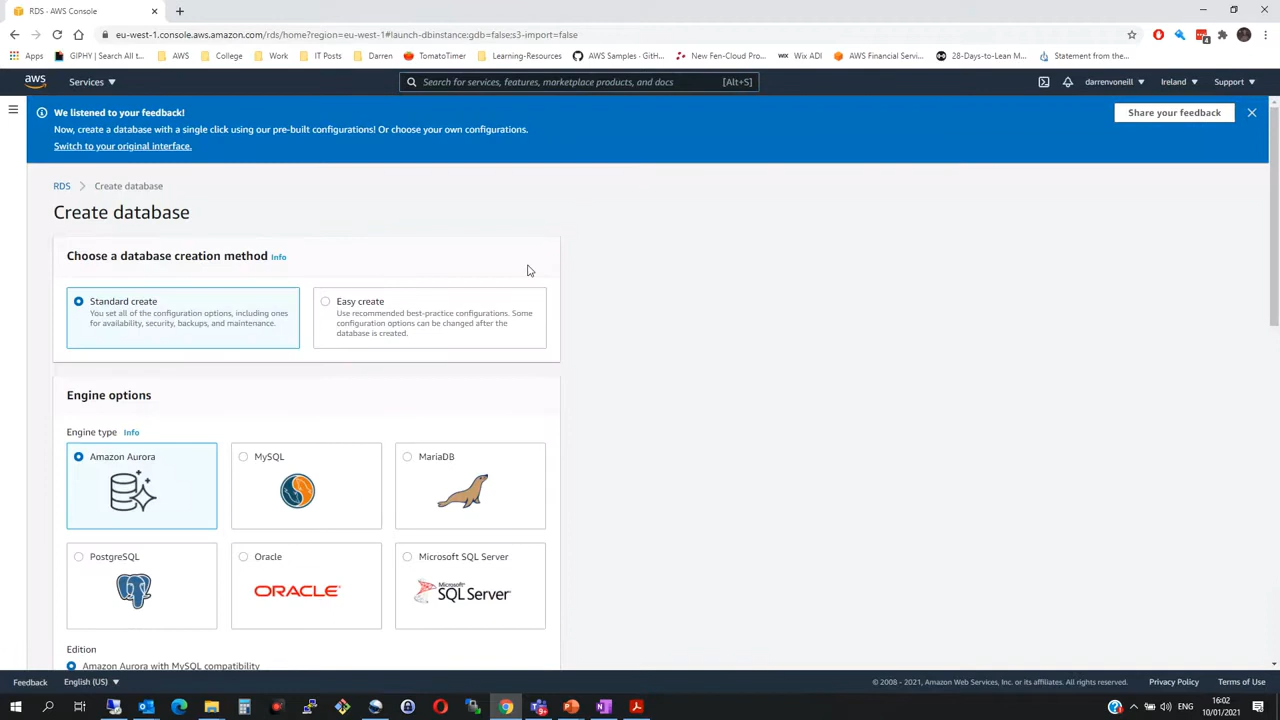 RDS - AWS Console
eu-west-1.console.aws.amazon.com/rds/home?region=eu-west-1#launch-dbinstance:gdb=false;s3-import=false
4
Apps
GIPHY | Search All t...
AWS
College
Work
IT Posts
Darren
TomatoTimer
Learning-Resources
AWS Samples - GitH...
New Fen-Cloud Pro...
WIX
Wix ADI
AWS Financial Servi...
28-Days-to-Lean M...
Statement from the...
aws
Services
Search for services, features, marketplace products, and docs
[Alt+S]
darrenvoneill
Ireland
Support
We listened to your feedback!
Now, create a database with a single click using our pre-built configurations! Or choose your own configurations.
Switch to your original interface.
Share your feedback
RDS
Create database
Create database
Choose a database creation method Info
Standard create
You set all of the configuration options, including ones
for availability, security, backups, and maintenance.
Easy create
Use recommended best-practice configurations. Some
configuration options can be changed after the
database is created.
Engine options
Engine type Info
Amazon Aurora
MySQL
MariaDB
PostgreSQL
Oracle
ORACLE
Microsoft SQL Server
Microsoft
SQL Server
Edition
Amazon Aurora with MySQL compatibility
Feedback
English (US)
© 2008 - 2021, Amazon Web Services, Inc. or its affiliates. All rights reserved.
Privacy Policy
Terms of Use
ENG
16:02
10/01/2021